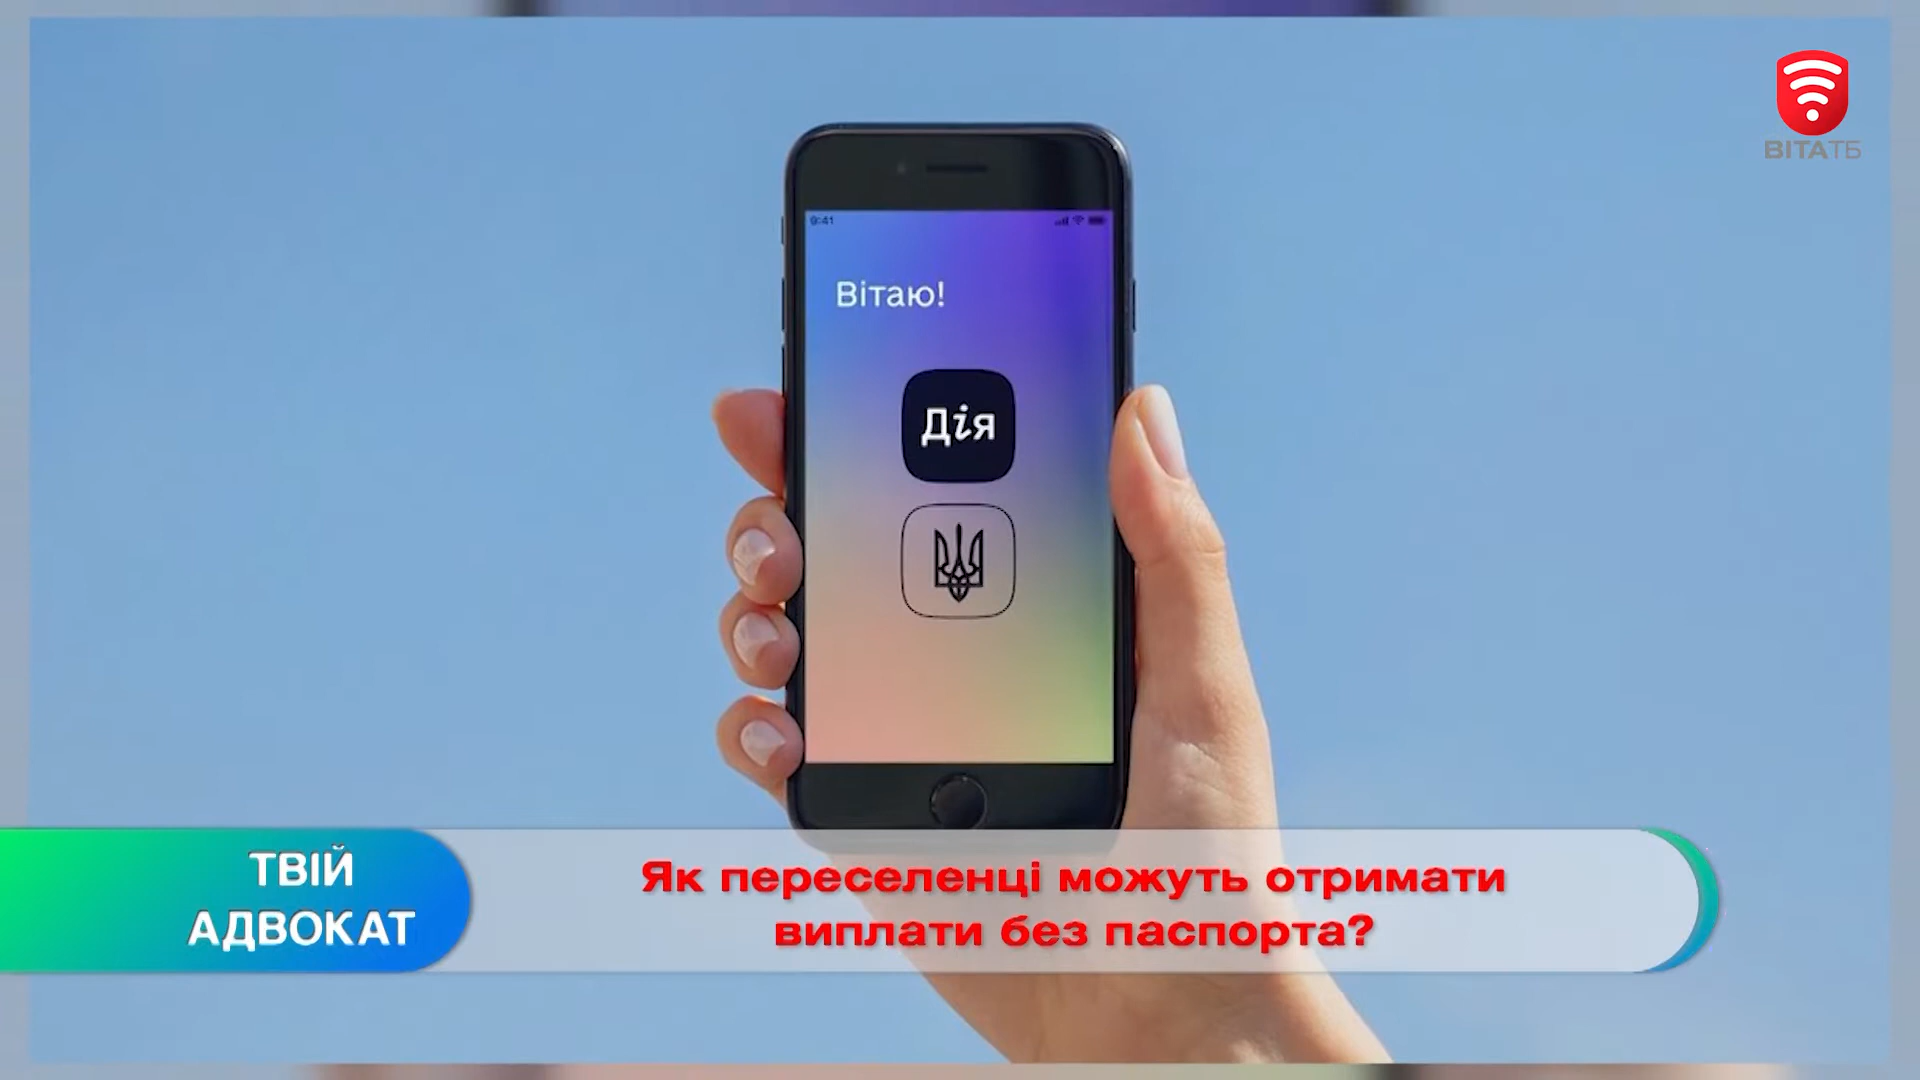 ВІТАТБ
9:41
Вітаю!
Дія
ТВІЙ
АДВОКАТ
Як переселенці можуть отримати
виплати без паспорта?